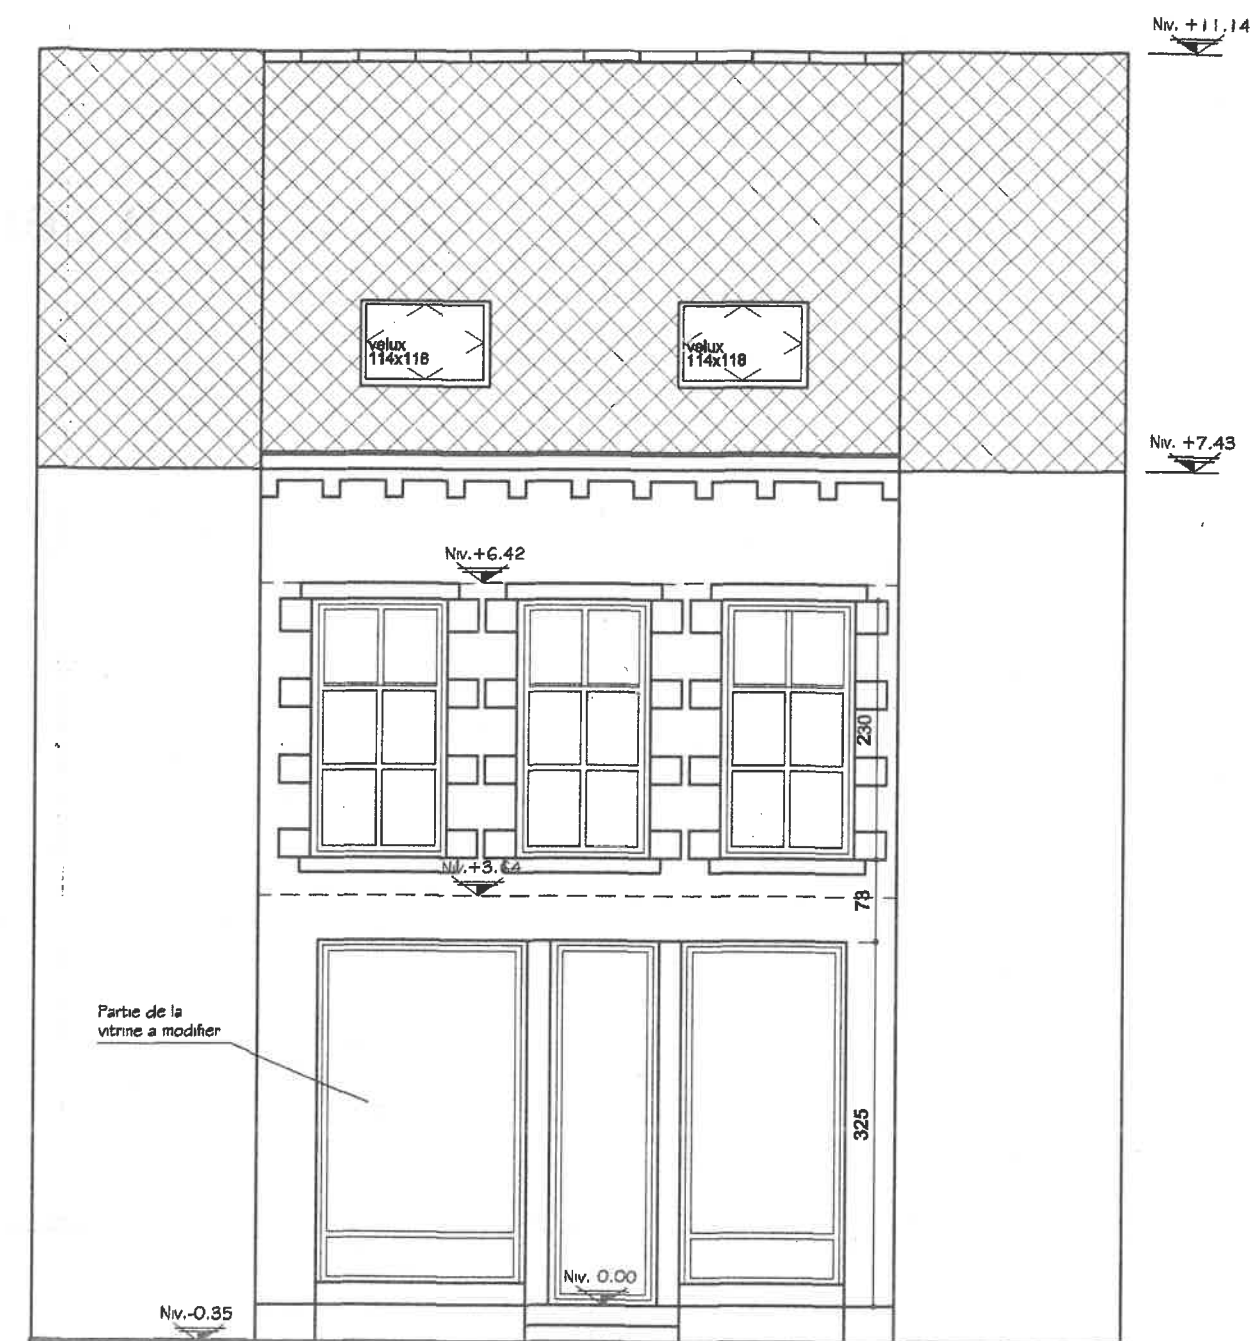 Niv. +11.14
velux
114x118
velux
114x118
Niv. +7.43
Niv.+6.42
230
Niv.+3.64
78
Partie de la
vitrine a modifier
325
Niv. 0.00
Niv.-0.35